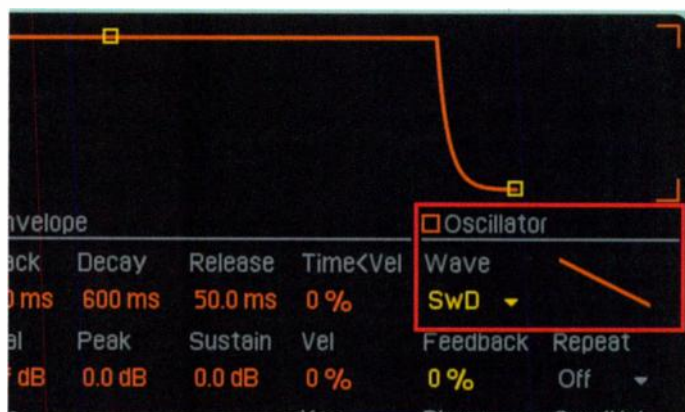 nvelope
Oscillator
ack Decay Release Time<Vel Wave
0 ms 600 ms 50.0 ms 0 % SWD
al Peak Sustain Vel Feedback Repeat
f dB 0.0 dB 0.0 dB 0 % 0 % Off